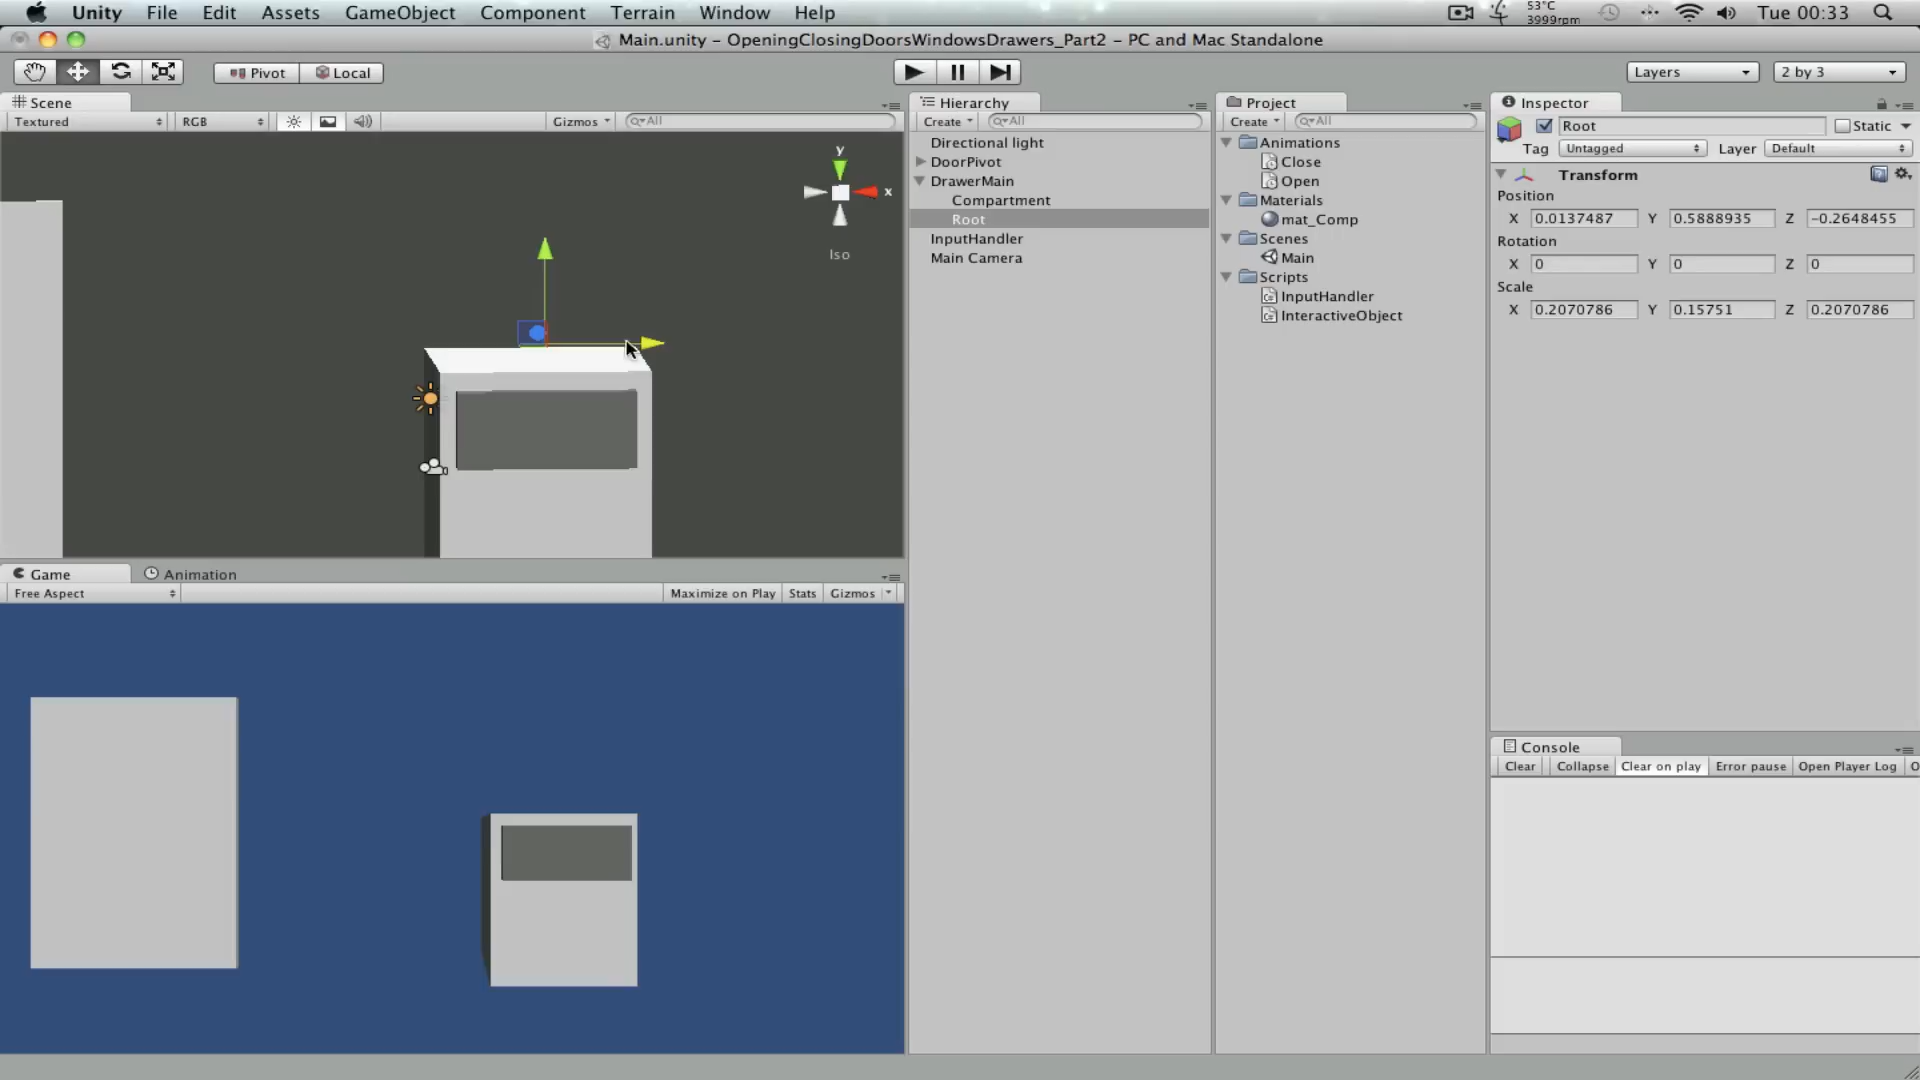 Unity File Edit Assets GameObject Component Terrain Window Help
53°C
3999rpm
Tue 00:33
Main.unity – OpeningClosingDoorsWindowsDrawers_Part2 – PC and Mac Standalone
Pivot Local
Layers
2 by 3
Scene
Textured
RGB
Gizmos
All
y
x
Iso
Game
Animation
Free Aspect
Maximize on Play Stats Gizmos
Hierarchy
Create
All
Directional light
DoorPivot
DrawerMain
Compartment
Root
InputHandler
Main Camera
Project
Create
All
Animations
Close
Open
Materials
mat_Comp
Scenes
Main
Scripts
InputHandler
InteractiveObject
Inspector
Root
Static
Tag Untagged Layer Default
Transform
Position
X 0.0137487 Y 0.5888935 Z −0.2648455
Rotation
X 0 Y 0 Z 0
Scale
X 0.2070786 Y 0.15751 Z 0.2070786
Console
Clear Collapse Clear on play Error pause Open Player Log O